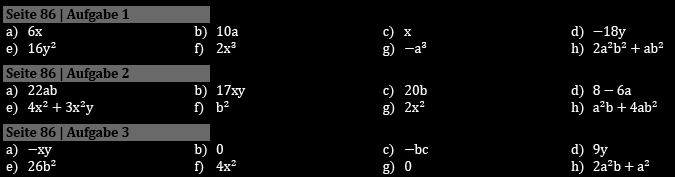 Seite 86 | Aufgabe 1
a) 6x b) 10a c) x d) −18y
e) 16y² f) 2x³ g) −a³ h) 2a²b² + ab²
Seite 86 | Aufgabe 2
a) 22ab b) 17xy c) 20b d) 8 − 6a
e) 4x² + 3x²y f) b² g) 2x² h) a²b + 4ab²
Seite 86 | Aufgabe 3
a) −xy b) 0 c) −bc d) 9y
e) 26b² f) 4x² g) 0 h) 2a²b + a²